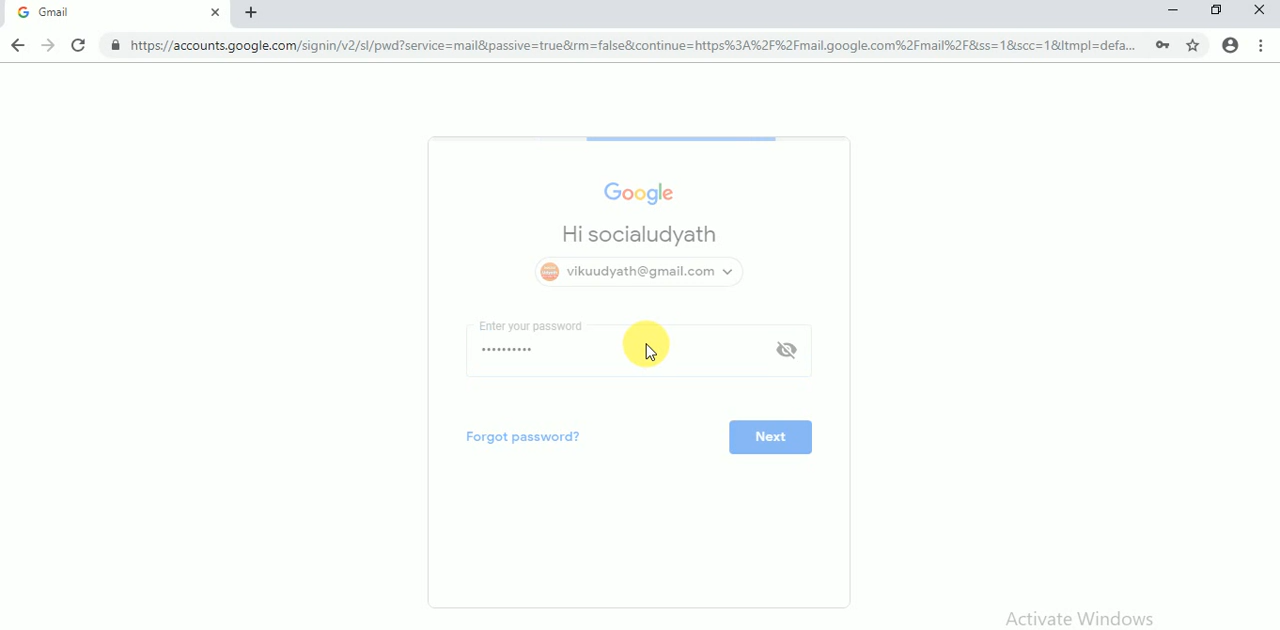 Gmail
https://accounts.google.com/signin/v2/sl/pwd?service=mail&passive=true&rm=false&continue=https%3A%2F%2Fmail.google.com%2Fmail%2F&ss=1&scc=1&ltmpl=defa...
Google
Hi socialudyath
vikuudyath@gmail.com
Enter your password
••••••••••
Forgot password?
Next
Activate Windows